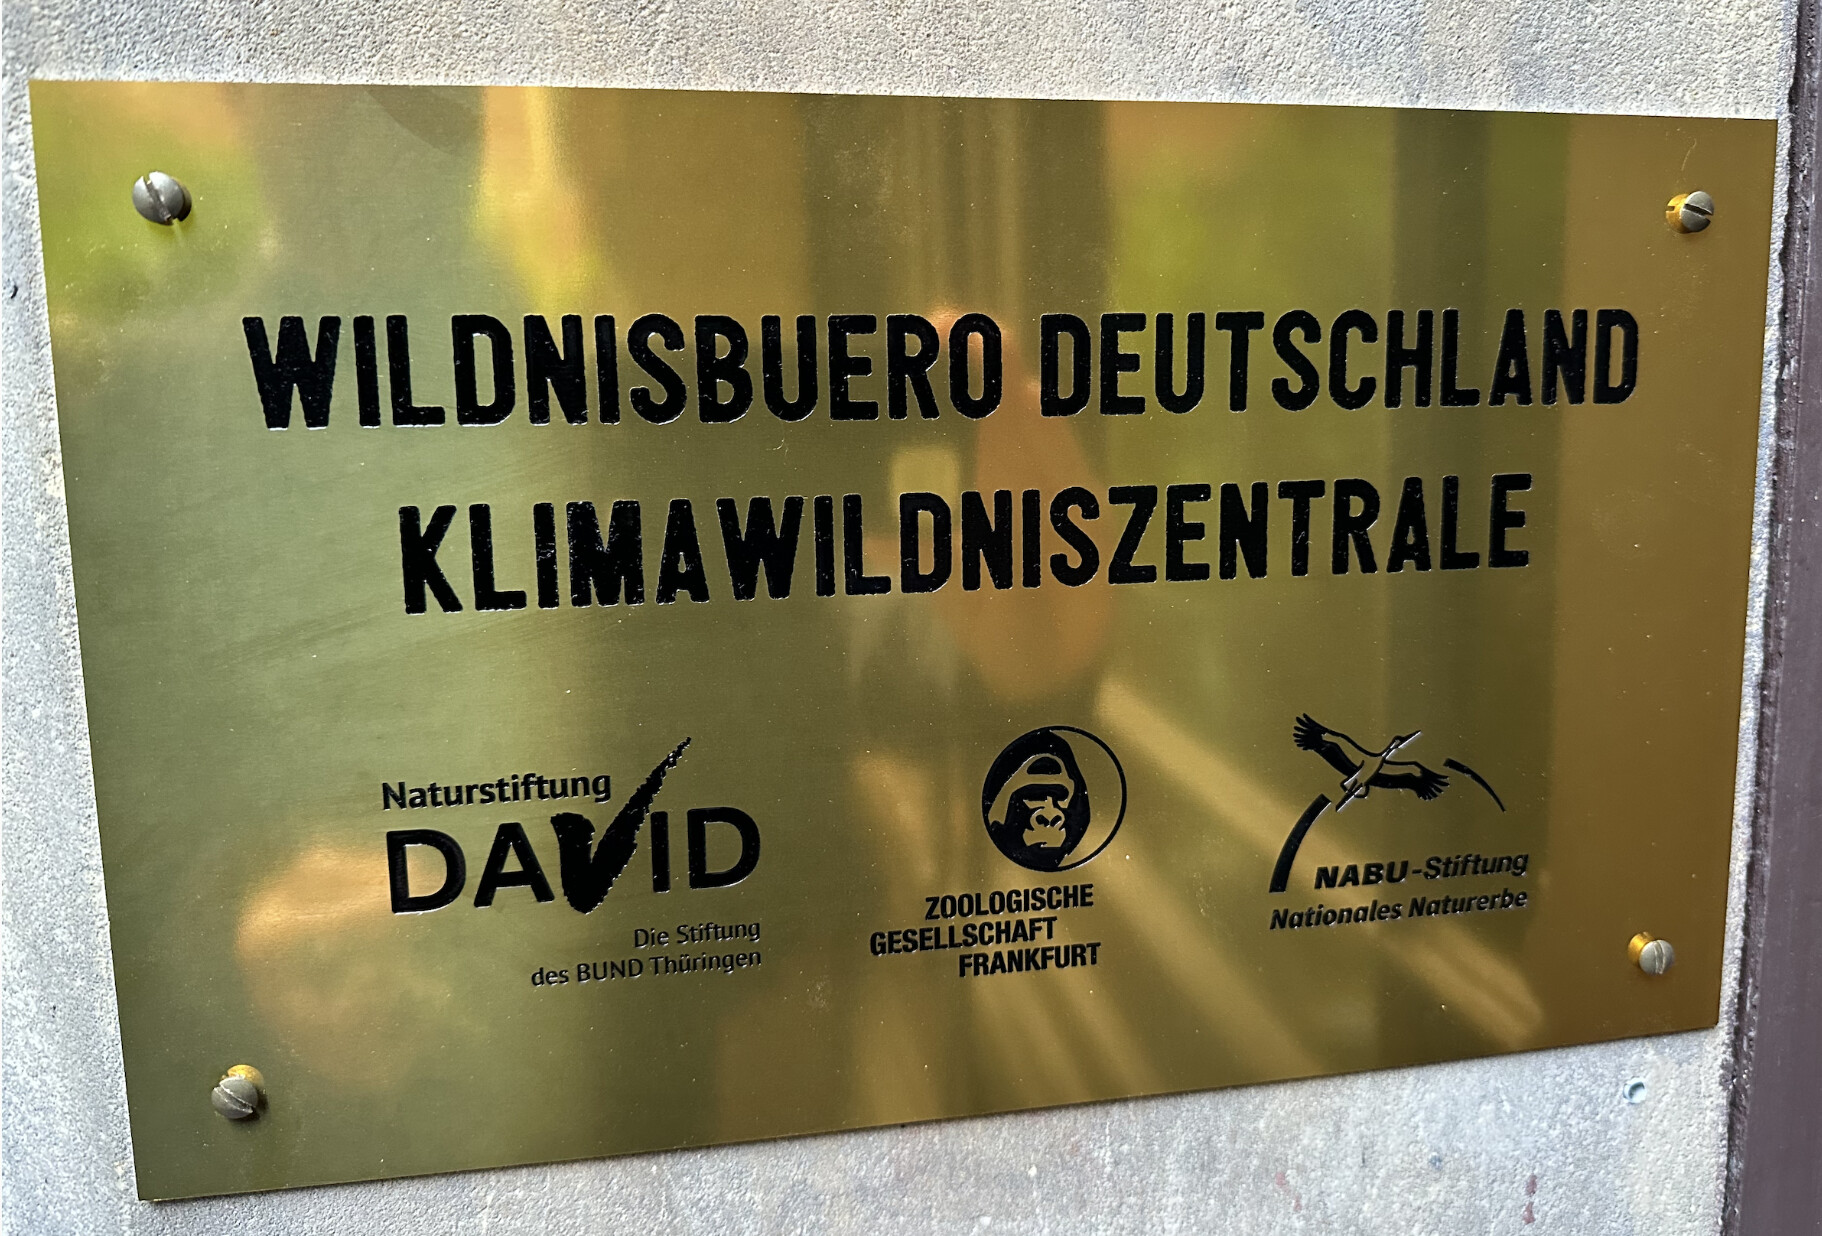 WILDNISBUERO DEUTSCHLAND
KLIMAWILDNISZENTRALE
Naturstiftung
DAVID
Die Stiftung
des BUND Thüringen
ZOOLOGISCHE
GESELLSCHAFT
FRANKFURT
NABU-Stiftung
Nationales Naturerbe